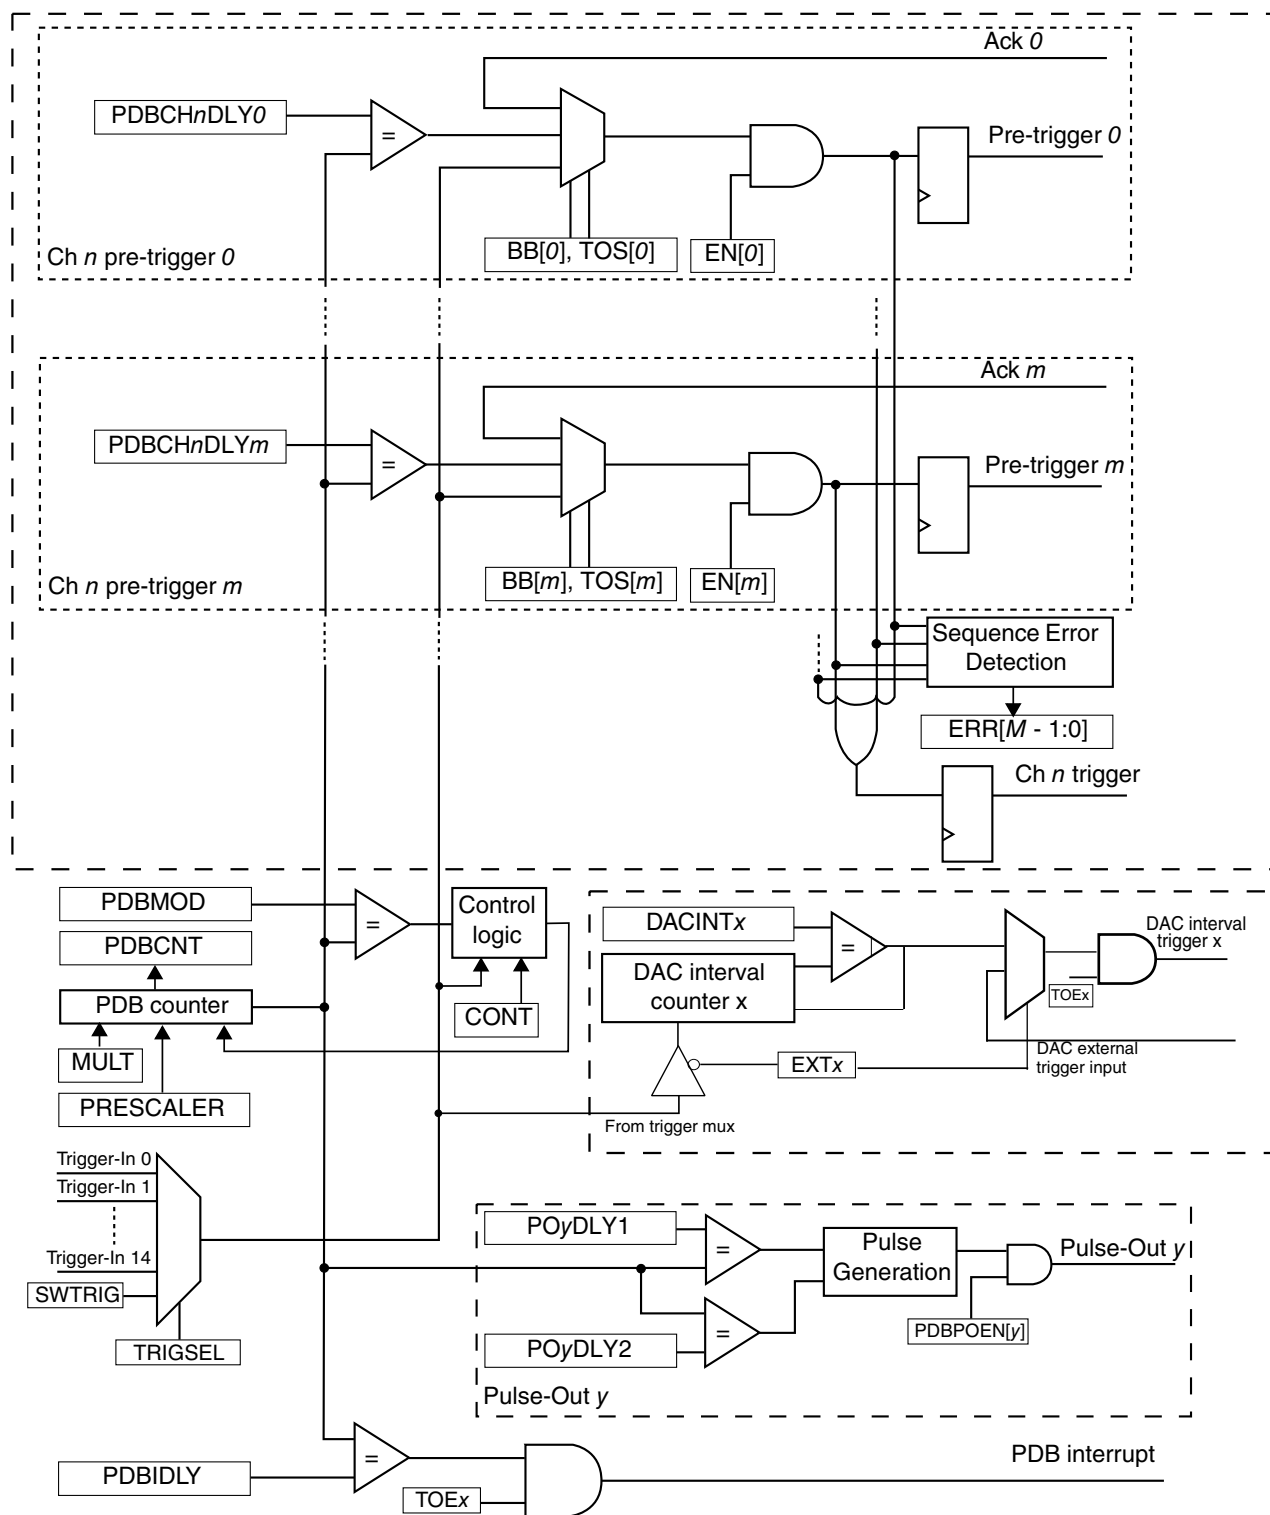 Ack 0
PDBCHnDLY0
=
Pre-trigger 0
BB[0], TOS[0]
EN[0]
Ch n pre-trigger 0
Ack m
PDBCHnDLYm
=
Pre-trigger m
BB[m], TOS[m]
EN[m]
Ch n pre-trigger m
Sequence Error
Detection
ERR[M - 1:0]
Ch n trigger
PDBMOD
=
Control
logic
PDBCNT
PDB counter
CONT
MULT
PRESCALER
DACINTx
=
DAC interval
counter x
DAC interval
trigger x
TOEx
EXTx
DAC external
trigger input
From trigger mux
Trigger-In 0
Trigger-In 1
Trigger-In 14
SWTRIG
TRIGSEL
POyDLY1
=
Pulse
Generation
Pulse-Out y
=
PDBPOEN[y]
POyDLY2
Pulse-Out y
PDBIDLY
=
TOEx
PDB interrupt